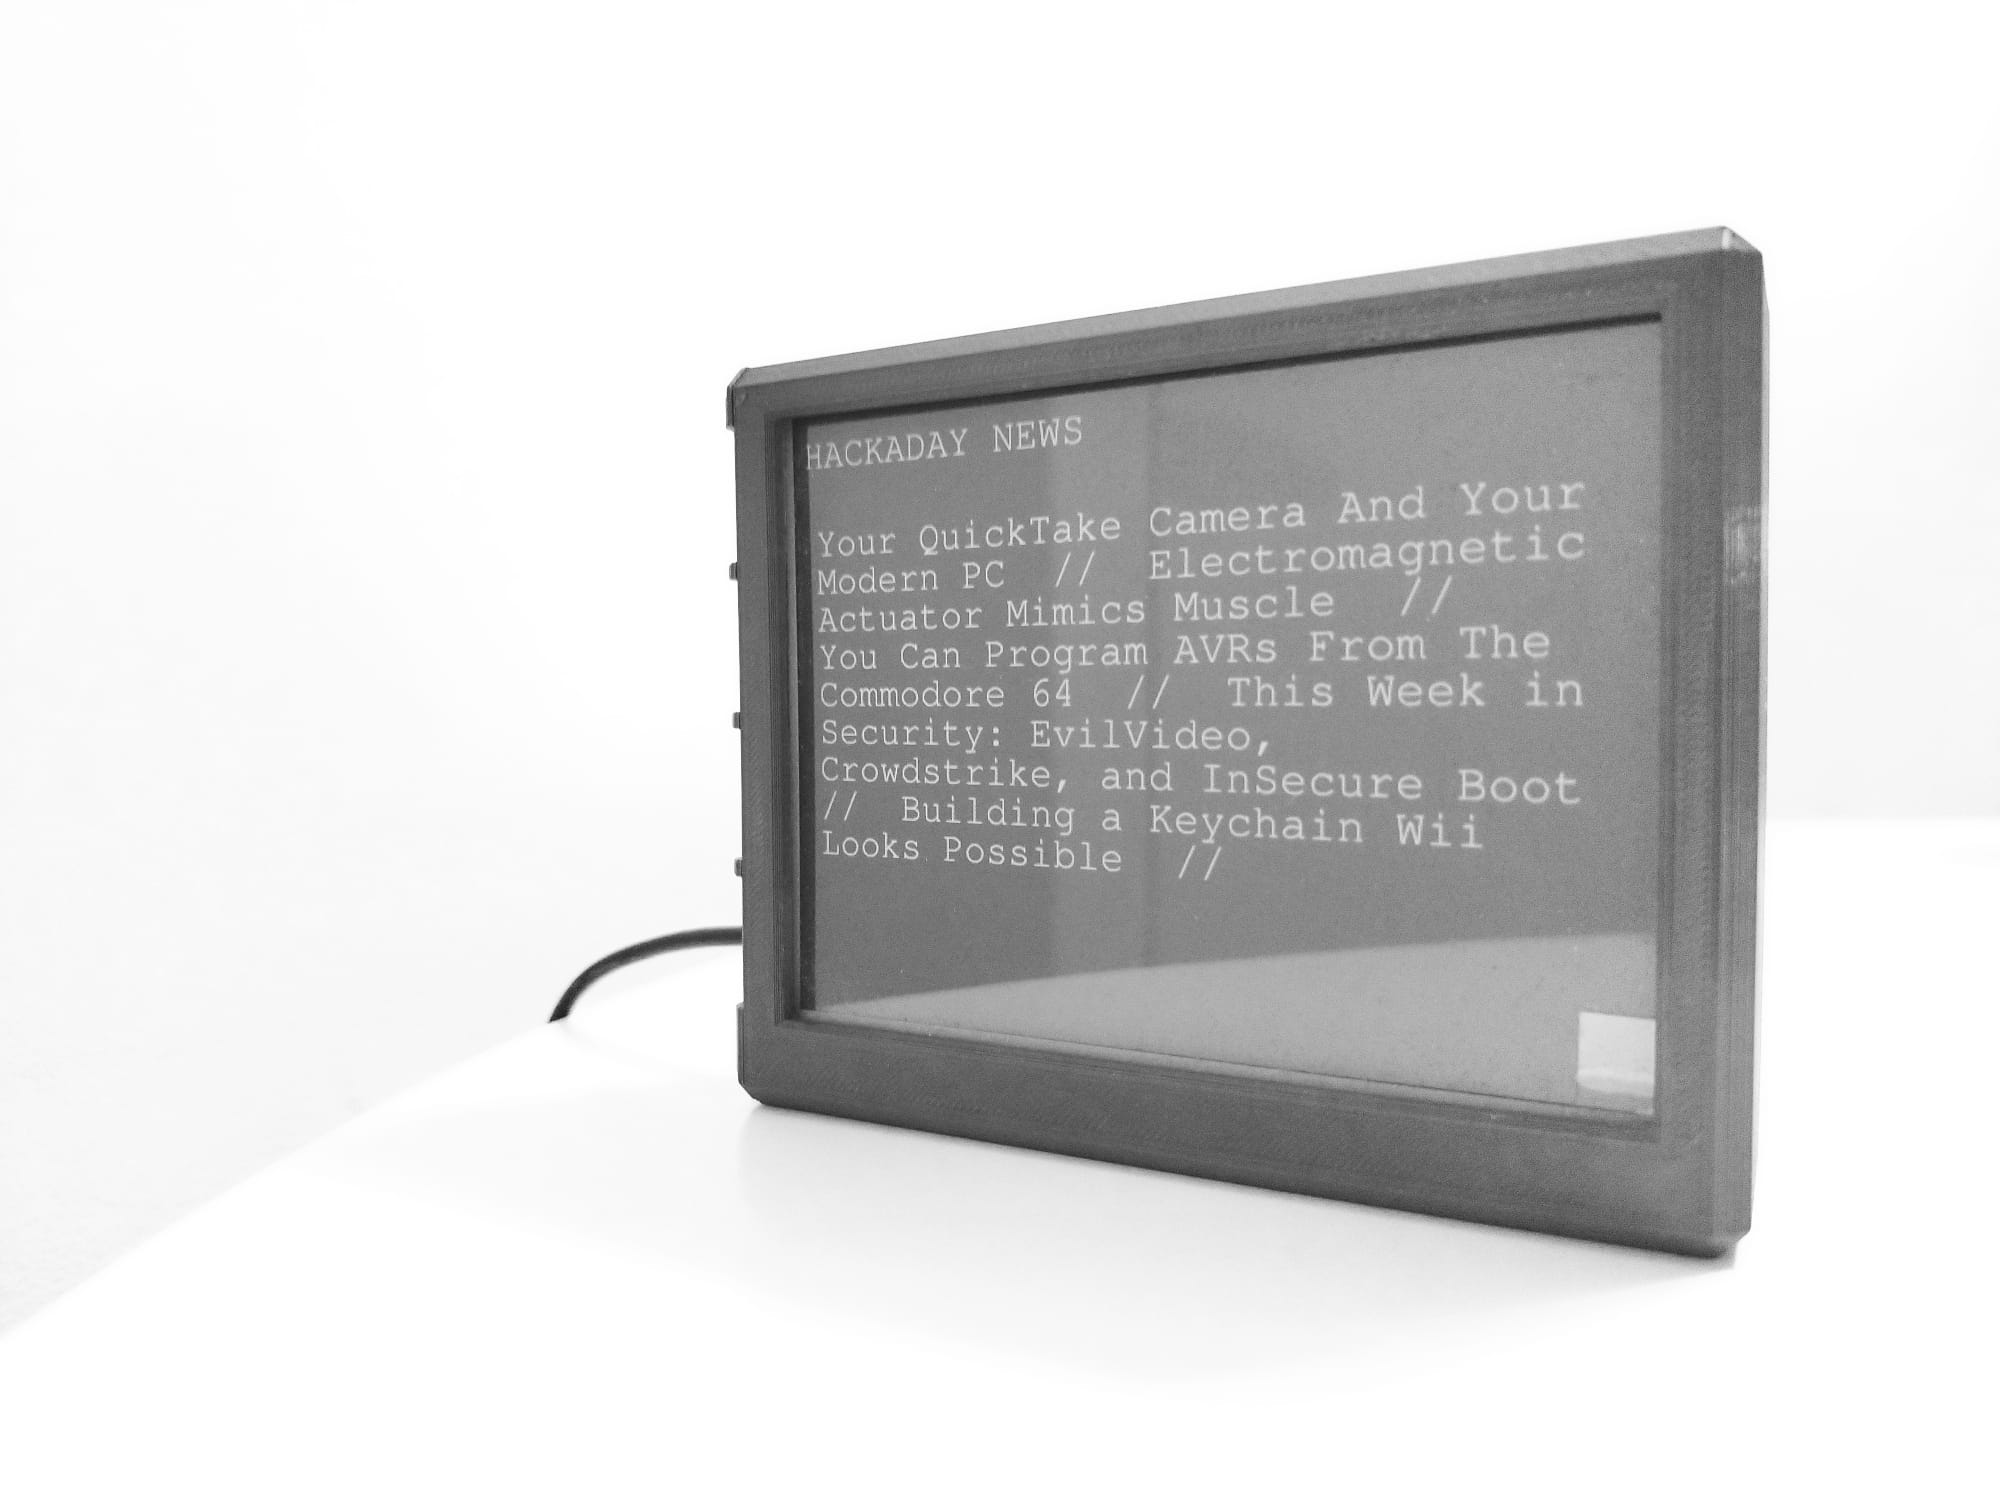 HACKADAY NEWS
Your QuickTake Camera And Your
Modern PC // Electromagnetic
Actuator Mimics Muscle //
You Can Program AVRs From The
Commodore 64 // This Week in
Security: EvilVideo,
Crowdstrike, and InSecure Boot
// Building a Keychain Wii
Looks Possible //